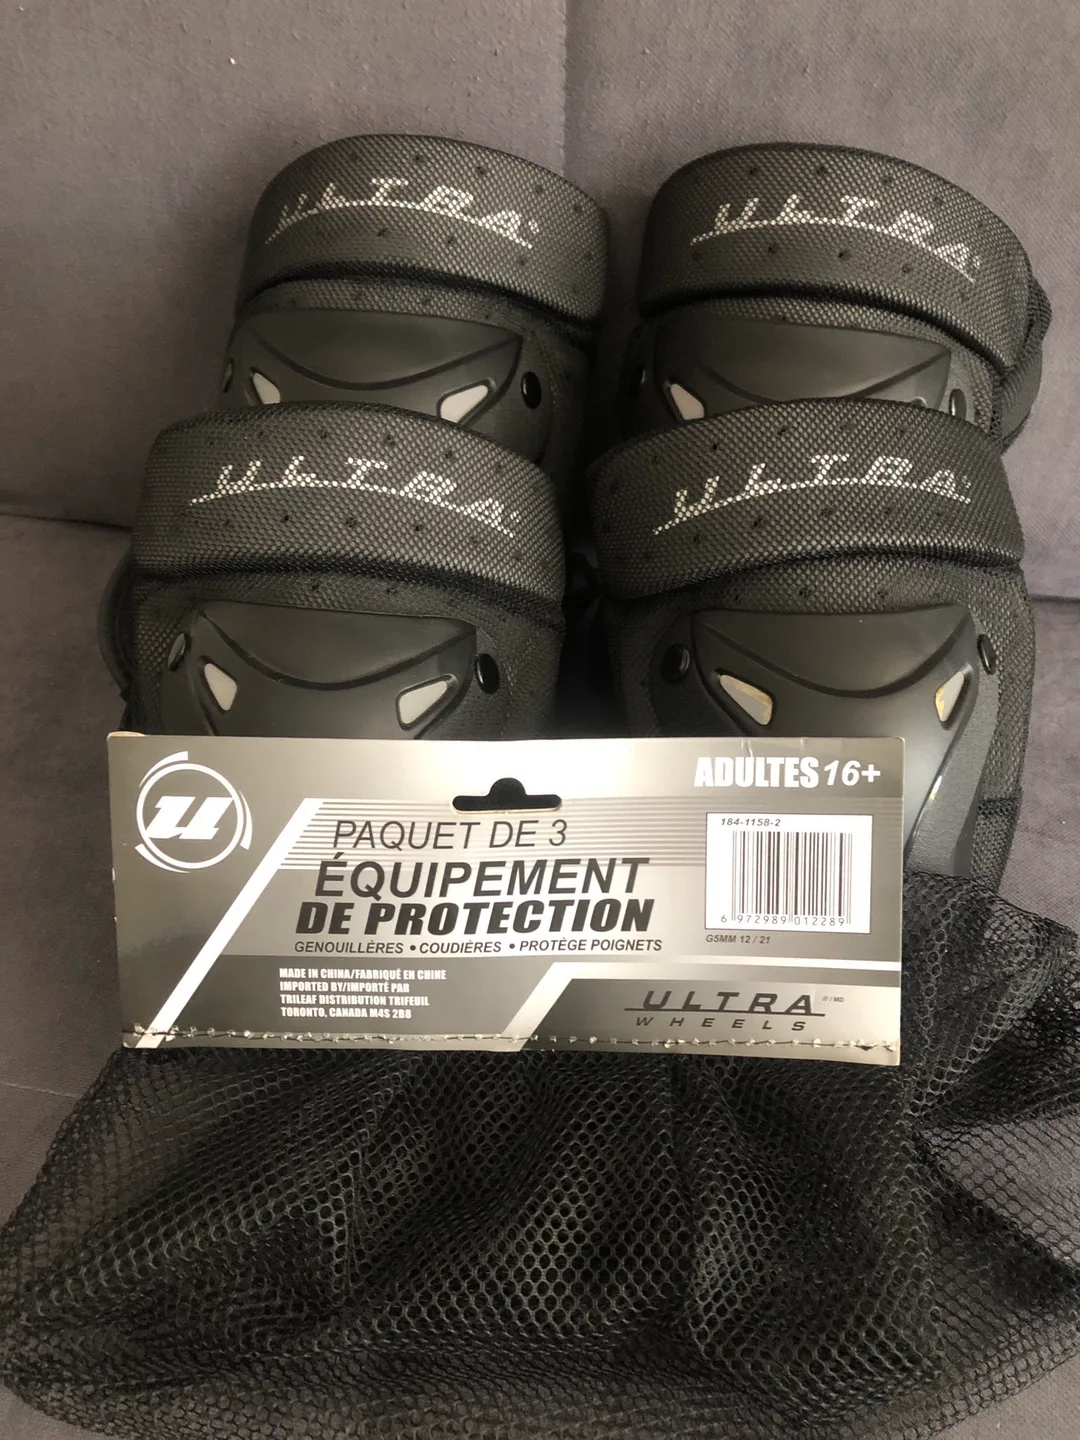 ULTRA
ULTRA
ULTRA
ULTRA
U
ADULTES 16+
PAQUET DE 3
ÉQUIPEMENT
DE PROTECTION
GENOUILLÈRES • COUDIÈRES • PROTÈGE POIGNETS
184-1158-2
6 972989 012289
G5MM 12 / 21
MADE IN CHINA/FABRIQUÉ EN CHINE
IMPORTED BY/IMPORTÉ PAR
TRILEAF DISTRIBUTION TRIFEUIL
TORONTO, CANADA M4S 2B8
ULTRA ®/MD
WHEELS